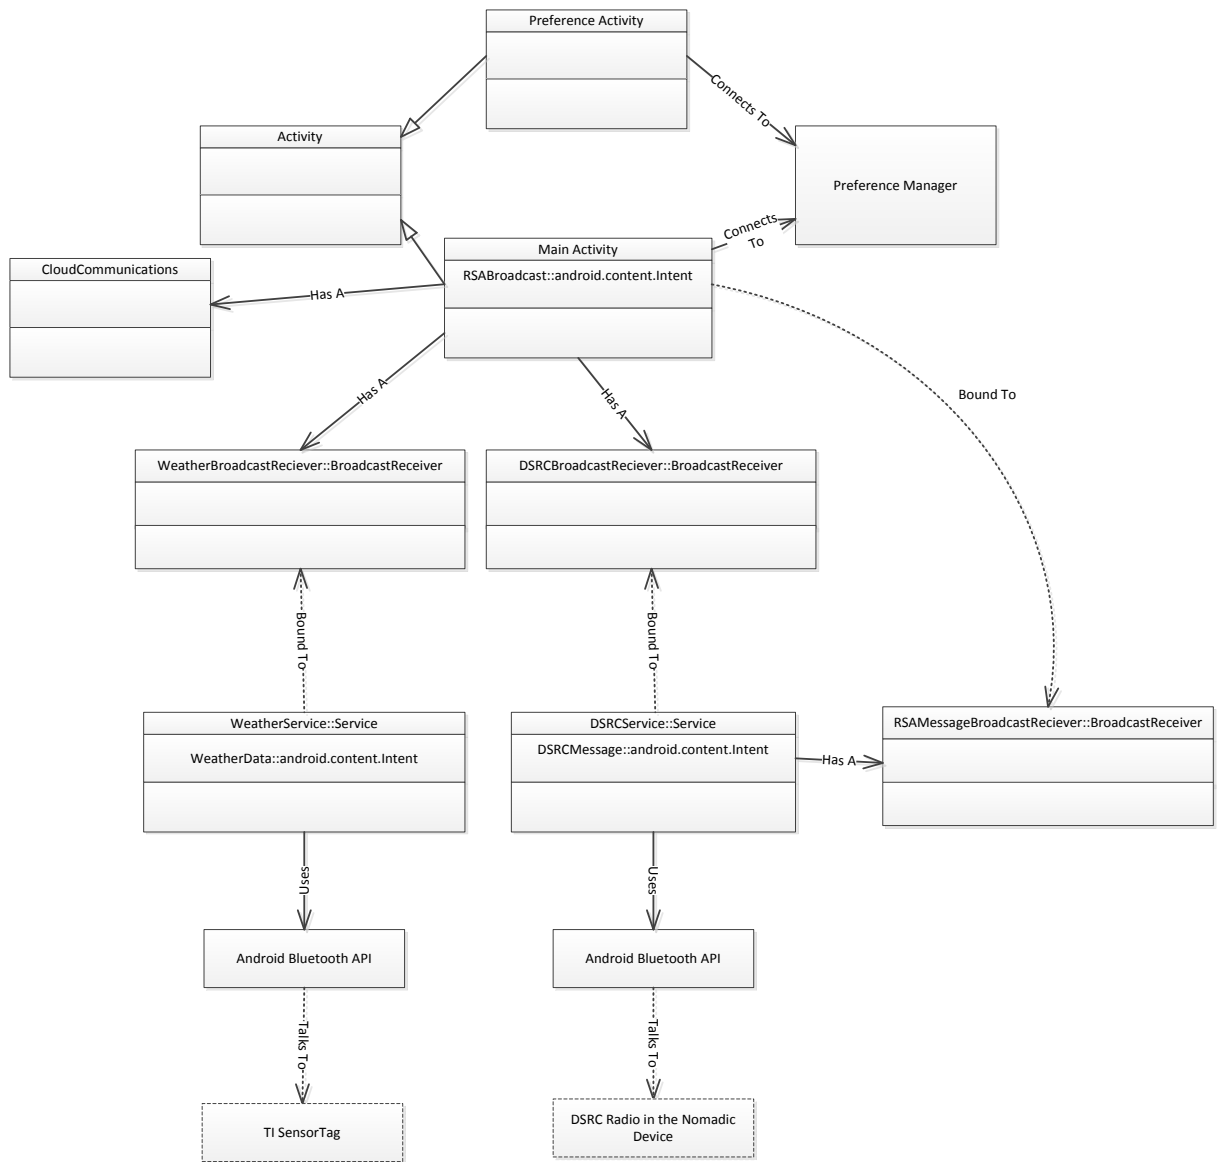 Preference Activity
Connects To
Activity
Preference Manager
Connects
To
Main Activity
RSABroadcast::android.content.Intent
CloudCommunications
Has A
Has A
Has A
Bound To
WeatherBroadcastReciever::BroadcastReceiver
DSRCBroadcastReciever::BroadcastReceiver
Bound To
Bound To
WeatherService::Service
WeatherData::android.content.Intent
DSRCService::Service
DSRCMessage::android.content.Intent
Has A
RSAMessageBroadcastReciever::BroadcastReceiver
Uses
Uses
Android Bluetooth API
Android Bluetooth API
Talks To
Talks To
TI SensorTag
DSRC Radio in the Nomadic
Device